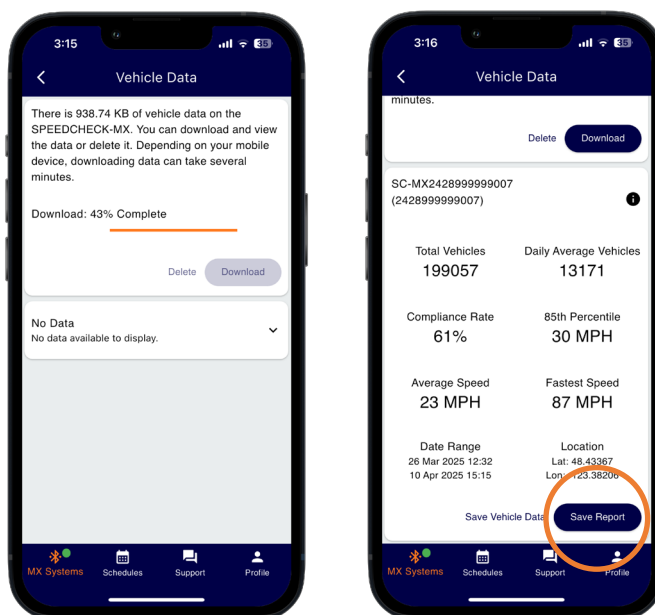 3:15
35
Vehicle Data
There is 938.74 KB of vehicle data on the
SPEEDCHECK-MX. You can download and view
the data or delete it. Depending on your mobile
device, downloading data can take several
minutes.
Download: 43% Complete
Delete
Download
No Data
No data available to display.
MX Systems
Schedules
Support
Profile
3:16
35
Vehicle Data
minutes.
Delete
Download
SC-MX2428999999007
(2428999999007)
Total Vehicles
Daily Average Vehicles
199057
13171
Compliance Rate
85th Percentile
61%
30 MPH
Average Speed
Fastest Speed
23 MPH
87 MPH
Date Range
Location
26 Mar 2025 12:32
Lat: 48.43367
10 Apr 2025 15:15
Lon: 123.38206
Save Vehicle Data
Save Report
MX Systems
Schedules
Support
Profile